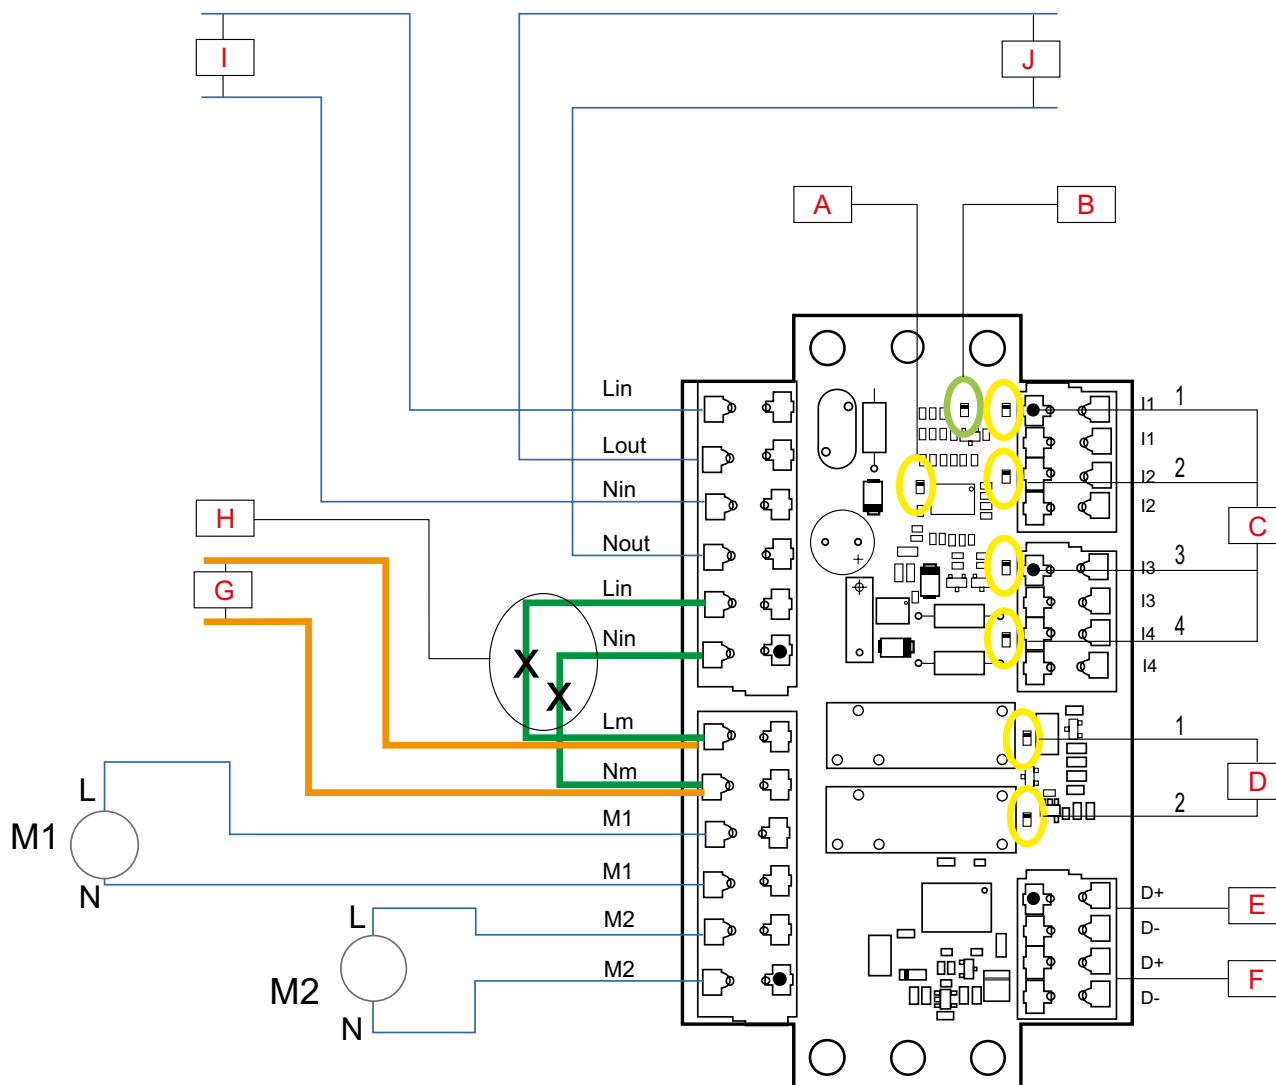 I
J
A
B
Lin
Lout
Nin
Nout
Lin
Nin
Lm
Nm
M1
M1
M2
M2
H
G
L
M1
N
L
M2
N
X
X
+
I1 1
I1
I2 2
I2
C
I3 3
I3
I4 4
I4
1
D
2
D+
E
D-
D+
F
D-